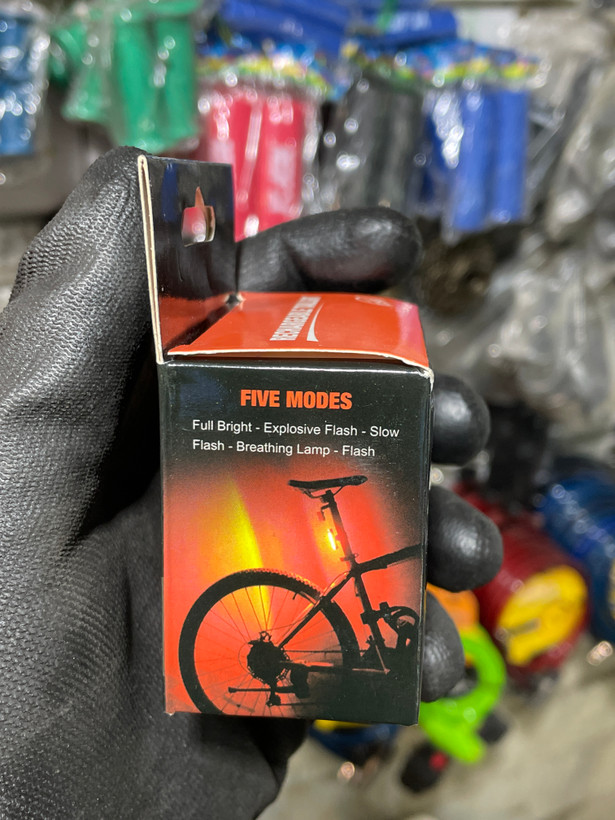 FIVE MODES
Full Bright - Explosive Flash - Slow
Flash - Breathing Lamp - Flash